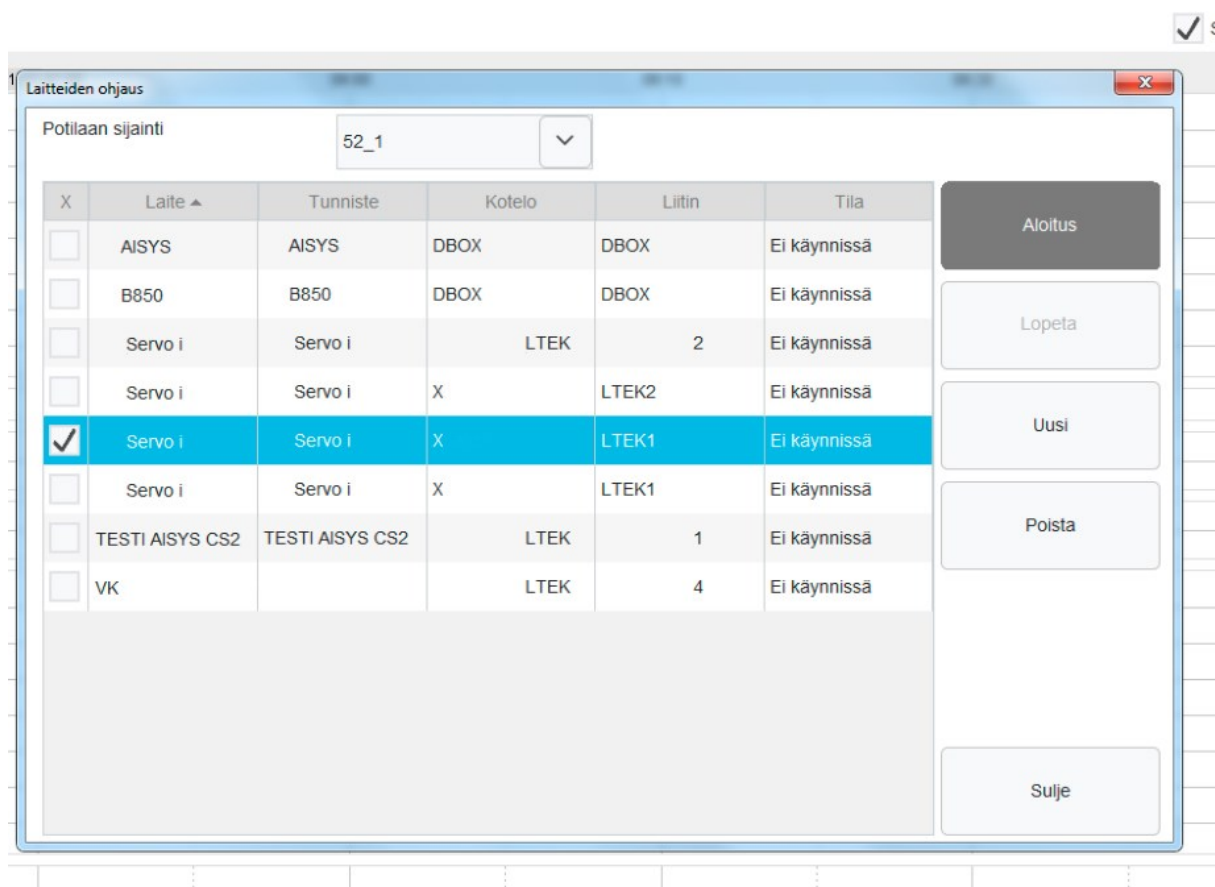 Laitteiden ohjaus
Potilaan sijainti 52_1
X Laite Tunniste Kotelo Liitin Tila
AISYS AISYS DBOX DBOX Ei käynnissä
B850 B850 DBOX DBOX Ei käynnissä
Servo i Servo i LTEK 2 Ei käynnissä
Servo i Servo i X LTEK2 Ei käynnissä
Servo i Servo i X LTEK1 Ei käynnissä
Servo i Servo i X LTEK1 Ei käynnissä
TESTI AISYS CS2 TESTI AISYS CS2 LTEK 1 Ei käynnissä
VK LTEK 4 Ei käynnissä
Aloitus
Lopeta
Uusi
Poista
Sulje